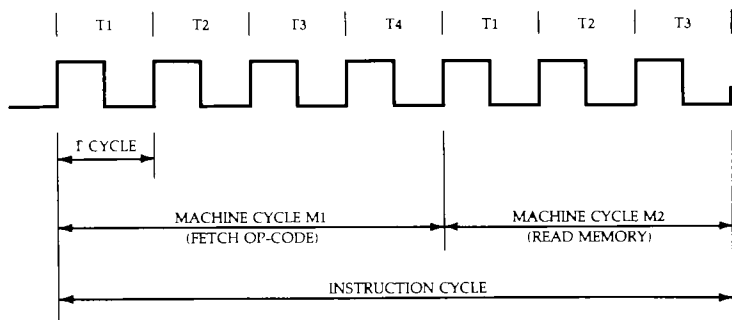 T1 T2 T3 T4 T1 T2 T3
T CYCLE
MACHINE CYCLE M1 MACHINE CYCLE M2
(FETCH OP-CODE) (READ MEMORY)
INSTRUCTION CYCLE